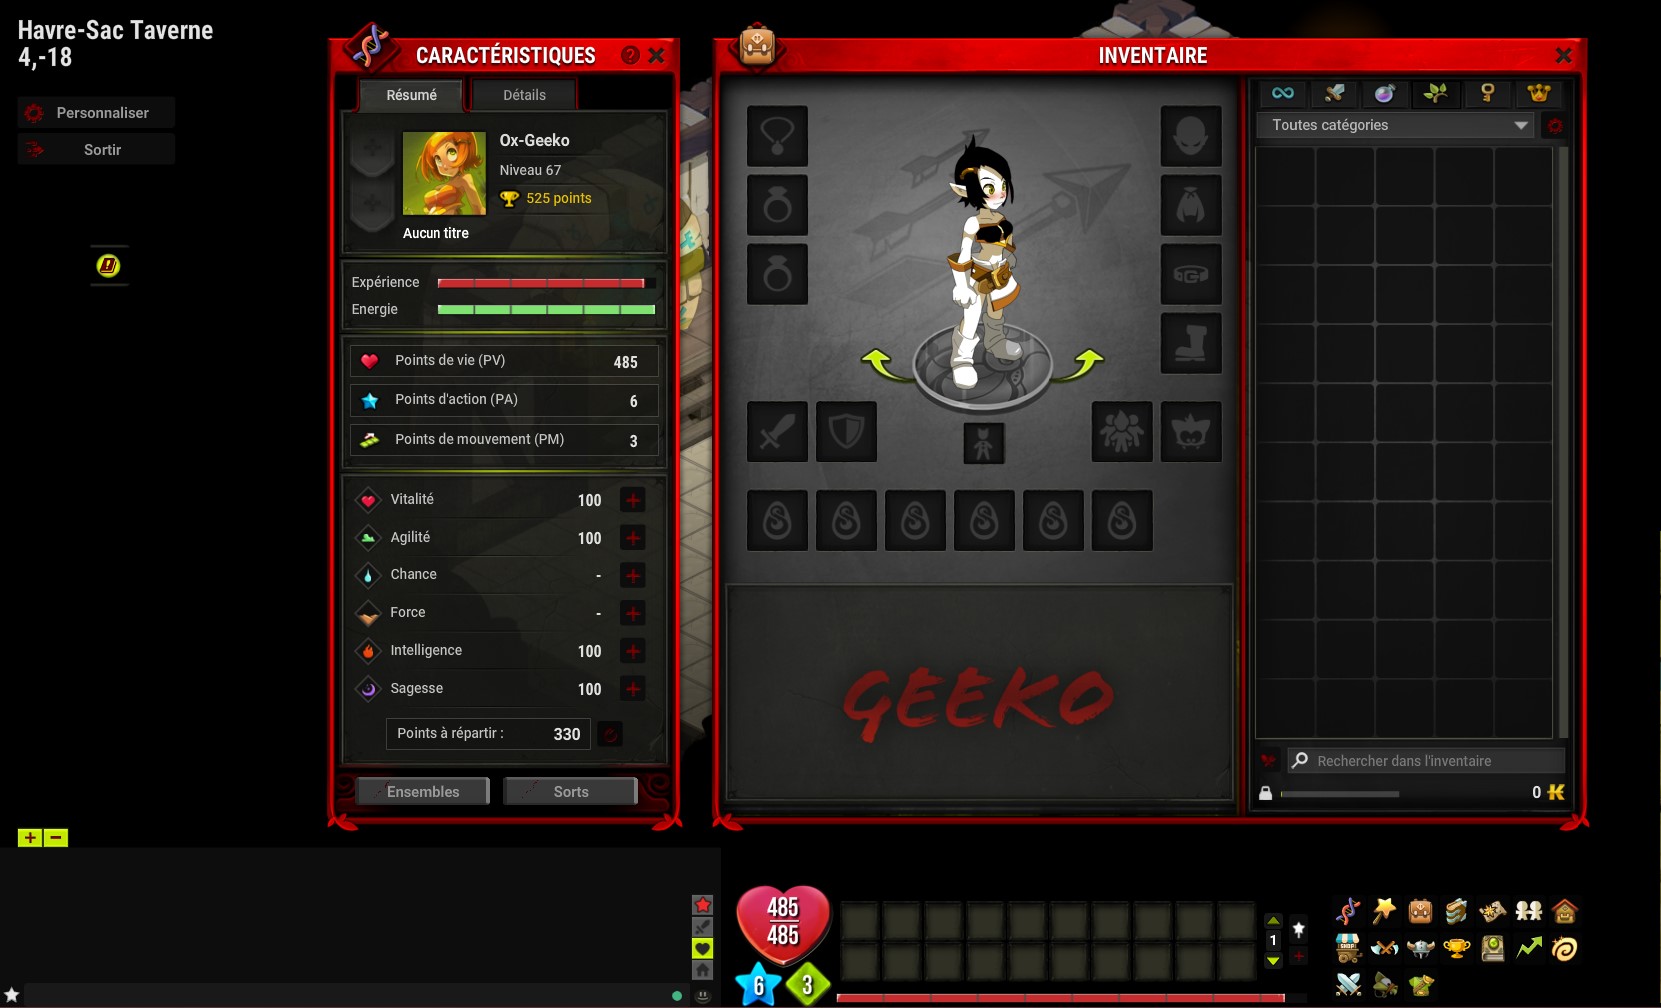 Havre-Sac Taverne
4,-18
Personnaliser
Sortir
CARACTÉRISTIQUES
?
Résumé
Détails
Ox-Geeko
Niveau 67
525 points
Aucun titre
Expérience
Energie
Points de vie (PV) 485
Points d'action (PA) 6
Points de mouvement (PM) 3
Vitalité 100
Agilité 100
Chance -
Force -
Intelligence 100
Sagesse 100
Points à répartir : 330
Ensembles
Sorts
INVENTAIRE
Toutes catégories
GEEKO
Rechercher dans l'inventaire
0
485
485
6
3
1
SHOP